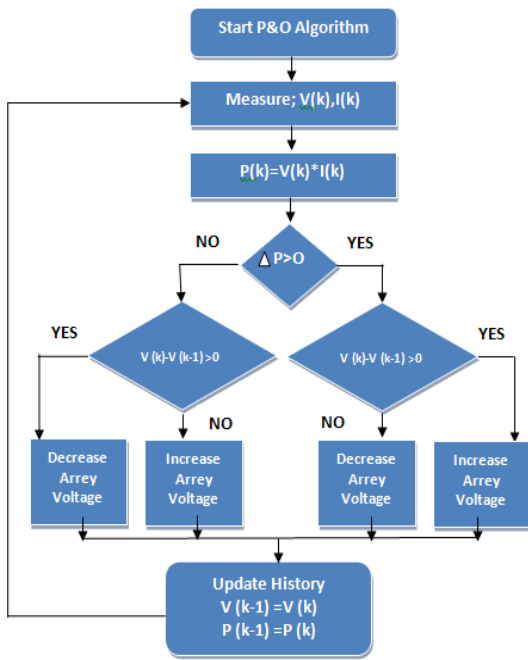 Start P&O Algorithm
Measure; V(k),I(k)
P(k)=V(k)*I(k)
NO
YES
Δ P>O
YES
V (k)-V (k-1) >0
V (k)-V (k-1) >0
YES
NO
NO
Decrease
Arrey
Voltage
Increase
Arrey
Voltage
Decrease
Arrey
Voltage
Increase
Arrey
Voltage
Update History
V (k-1) =V (k)
P (k-1) =P (k)